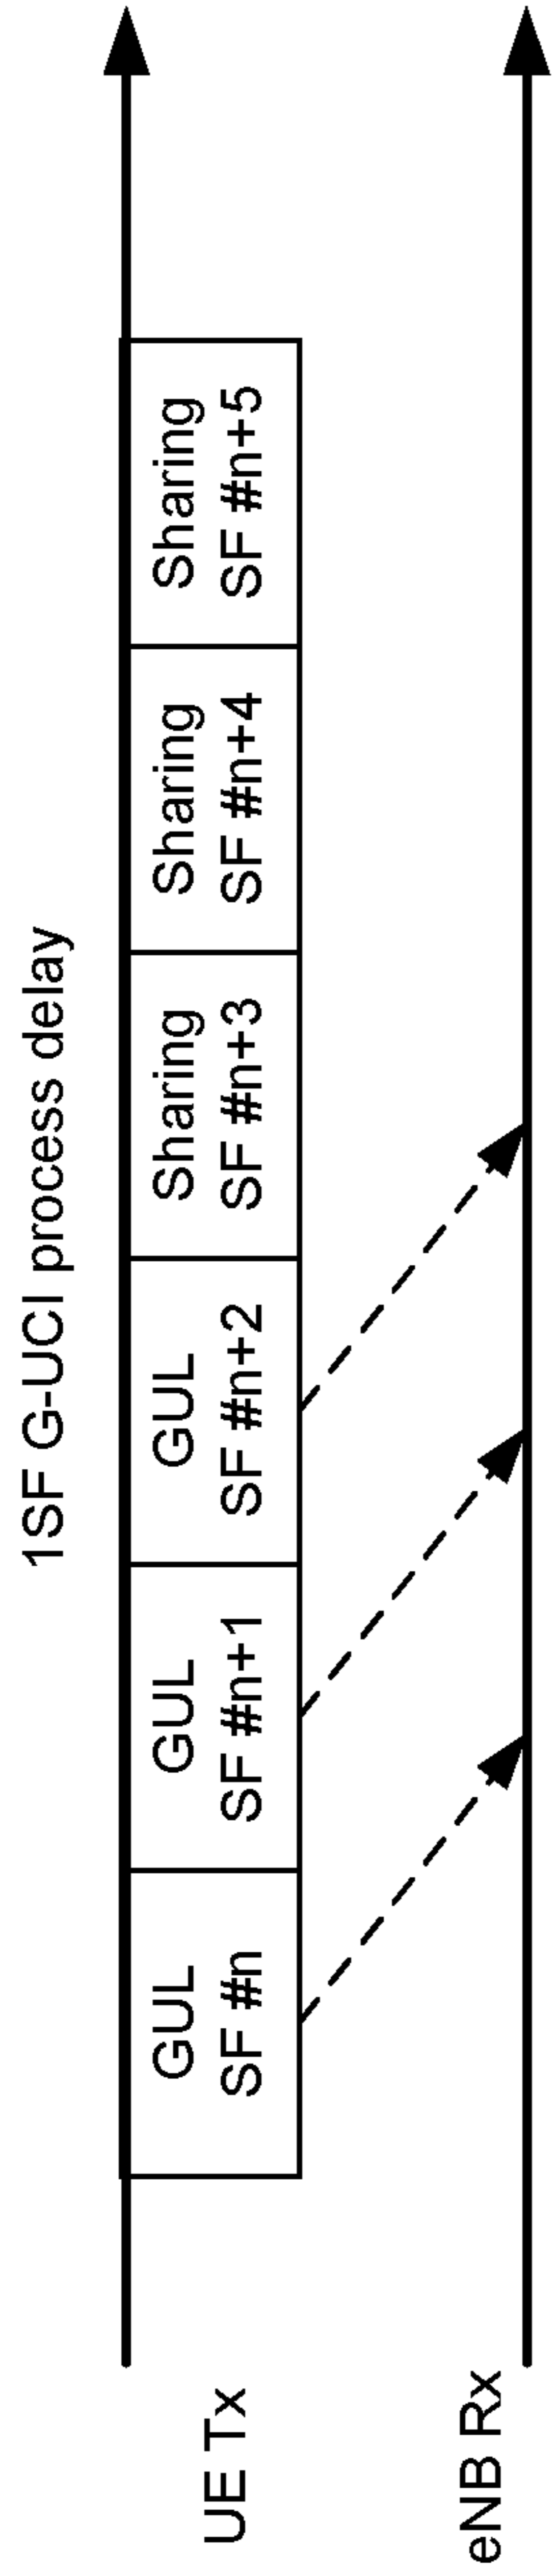 1SF G-UCI process delay
UE Tx
GUL
SF #n
GUL
SF #n+1
GUL
SF #n+2
Sharing
SF #n+3
Sharing
SF #n+4
Sharing
SF #n+5
eNB Rx